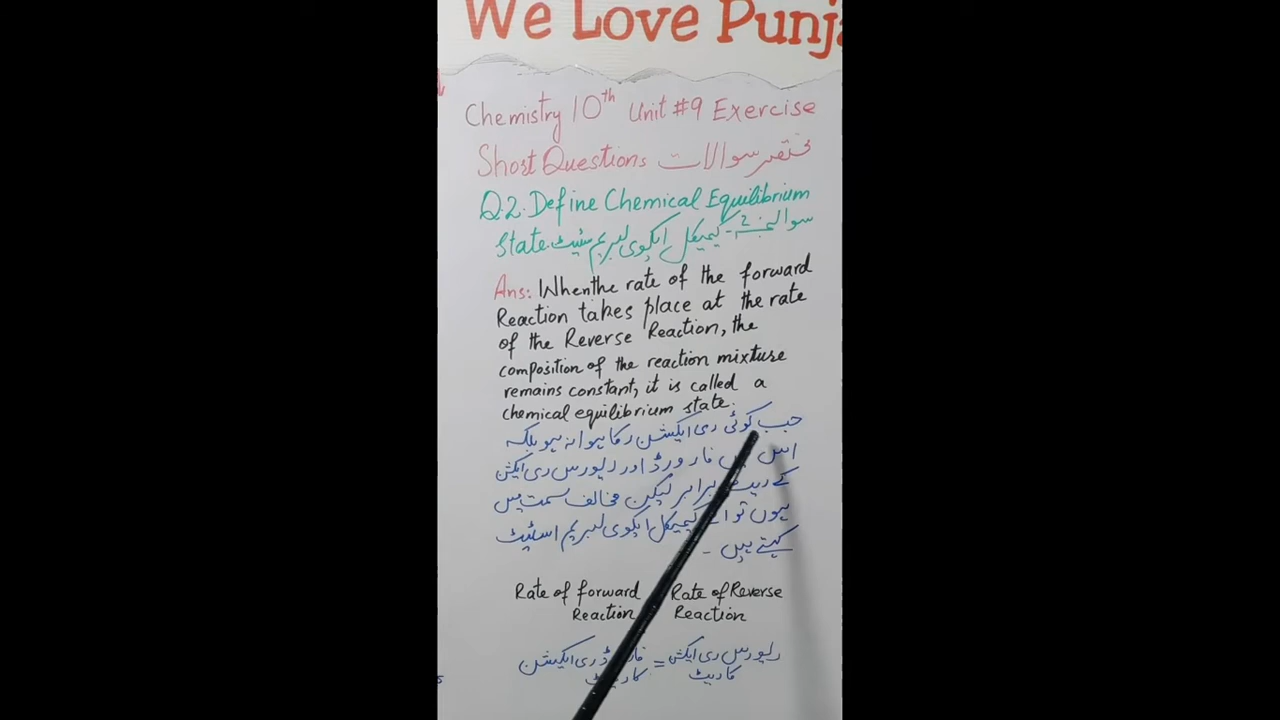 We Love Punja
Chemistry 10th Unit #9 Exercise
Short Questions مختصر سوالات
Q.2. Define Chemical Equilibrium
State. سوال نمبر 2- کیمیکل ایکوی لبریم سٹیٹ
Ans: When the rate of the forward
Reaction takes place at the rate
of the Reverse Reaction, the
composition of the reaction mixture
remains constant, it is called a
chemical equilibrium state.
جب کوئی ری ایکشن رکا ہوا نہ ہو بلکہ
اس فارورڈ اور ریورس ری ایکشن
کے ریٹ برابر لیکن مخالف سمت میں
ہوں تو کیمیکل ایکوی لبریم اسٹیٹ
کہتے ہیں -
Rate of forward Reaction
Rate of Reverse Reaction
ری ایکشن = ریورس ری ایکشن
کا ریٹ